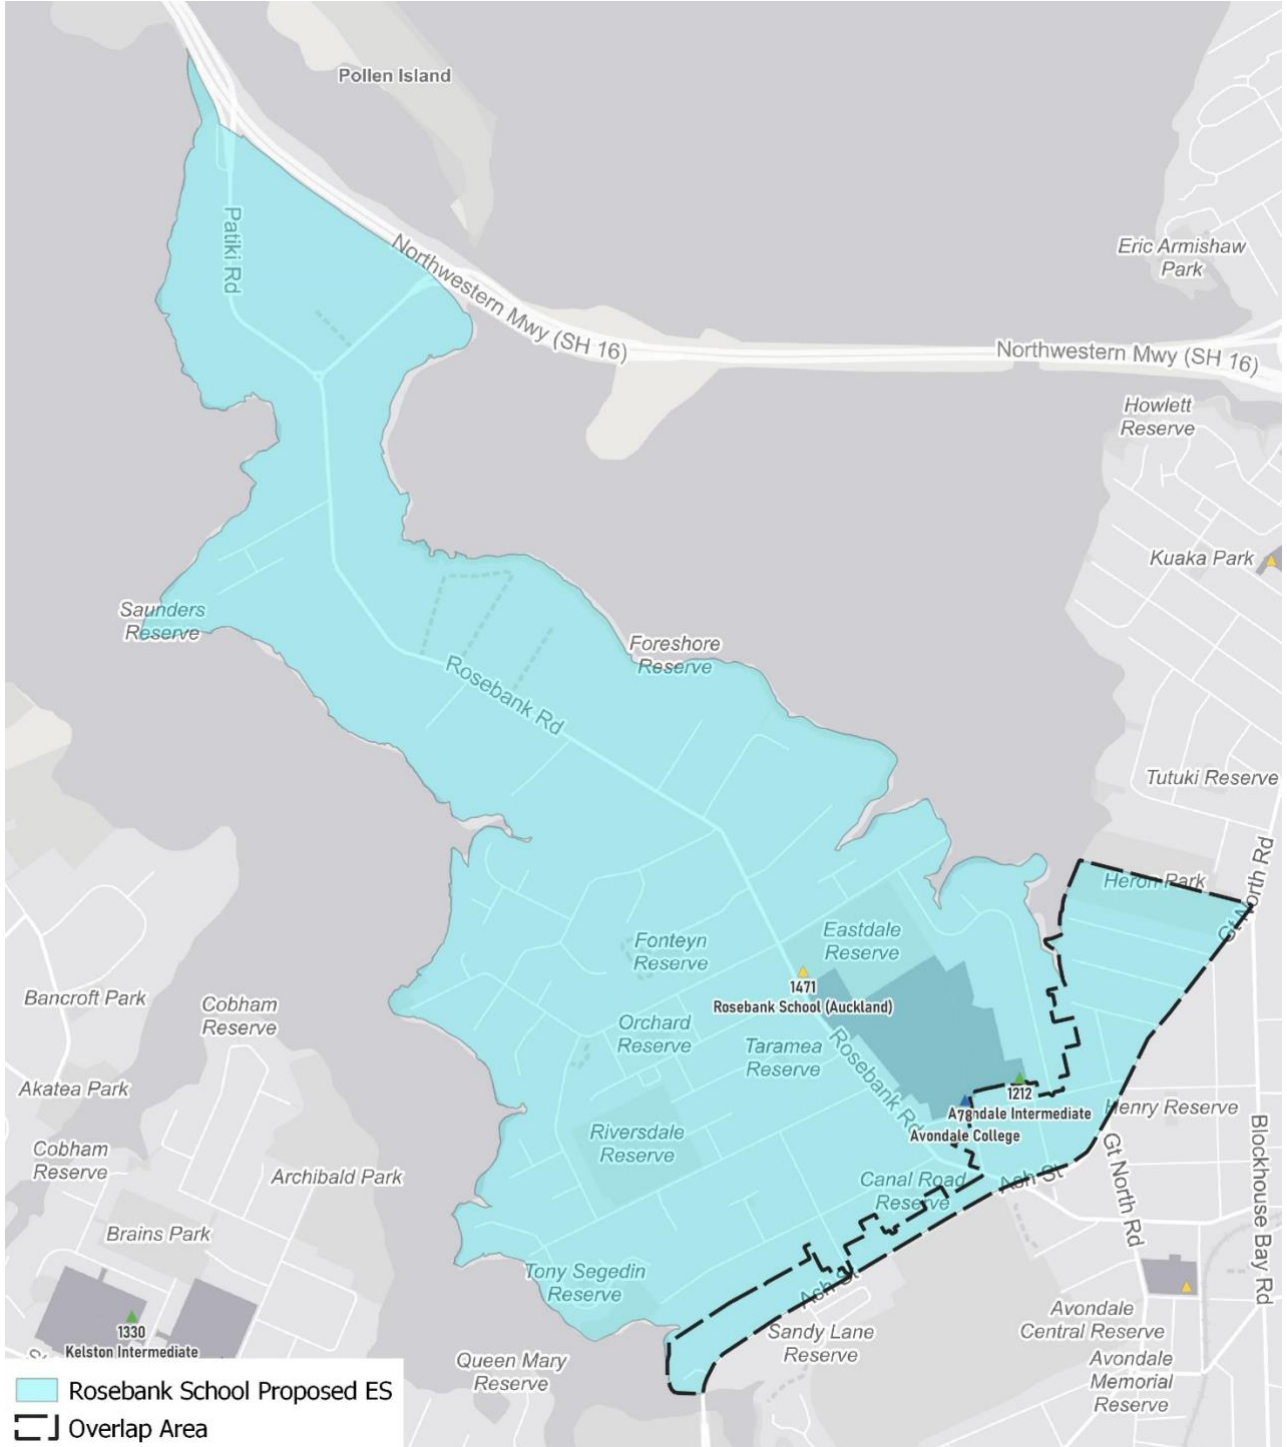 Pollen Island
Eric Armishaw
Park
Patiki Rd
Northwestern Mwy (SH 16)
Northwestern Mwy (SH 16)
Howlett
Reserve
Kuaka Park
Saunders
Reserve
Foreshore
Reserve
Rosebank Rd
Tutuki Reserve
Gt North Rd
Heron Park
Eastdale
Reserve
Fonteyn
Reserve
1471
Rosebank School (Auckland)
Bancroft Park
Cobham
Reserve
Orchard
Reserve
Taramea
Reserve
Rosebank Rd
Akatea Park
1212
Avondale Intermediate
78
Avondale College
Henry Reserve
Riversdale
Reserve
Gt North Rd
Blockhouse Bay Rd
Cobham
Reserve
Archibald Park
Canal Road
Reserve
Ash St
Brains Park
Tony Segedin
Reserve
Ash St
1330
Kelston Intermediate
Sandy Lane
Reserve
Avondale
Central Reserve
Queen Mary
Reserve
Avondale
Memorial
Reserve
Rosebank School Proposed ES
Overlap Area